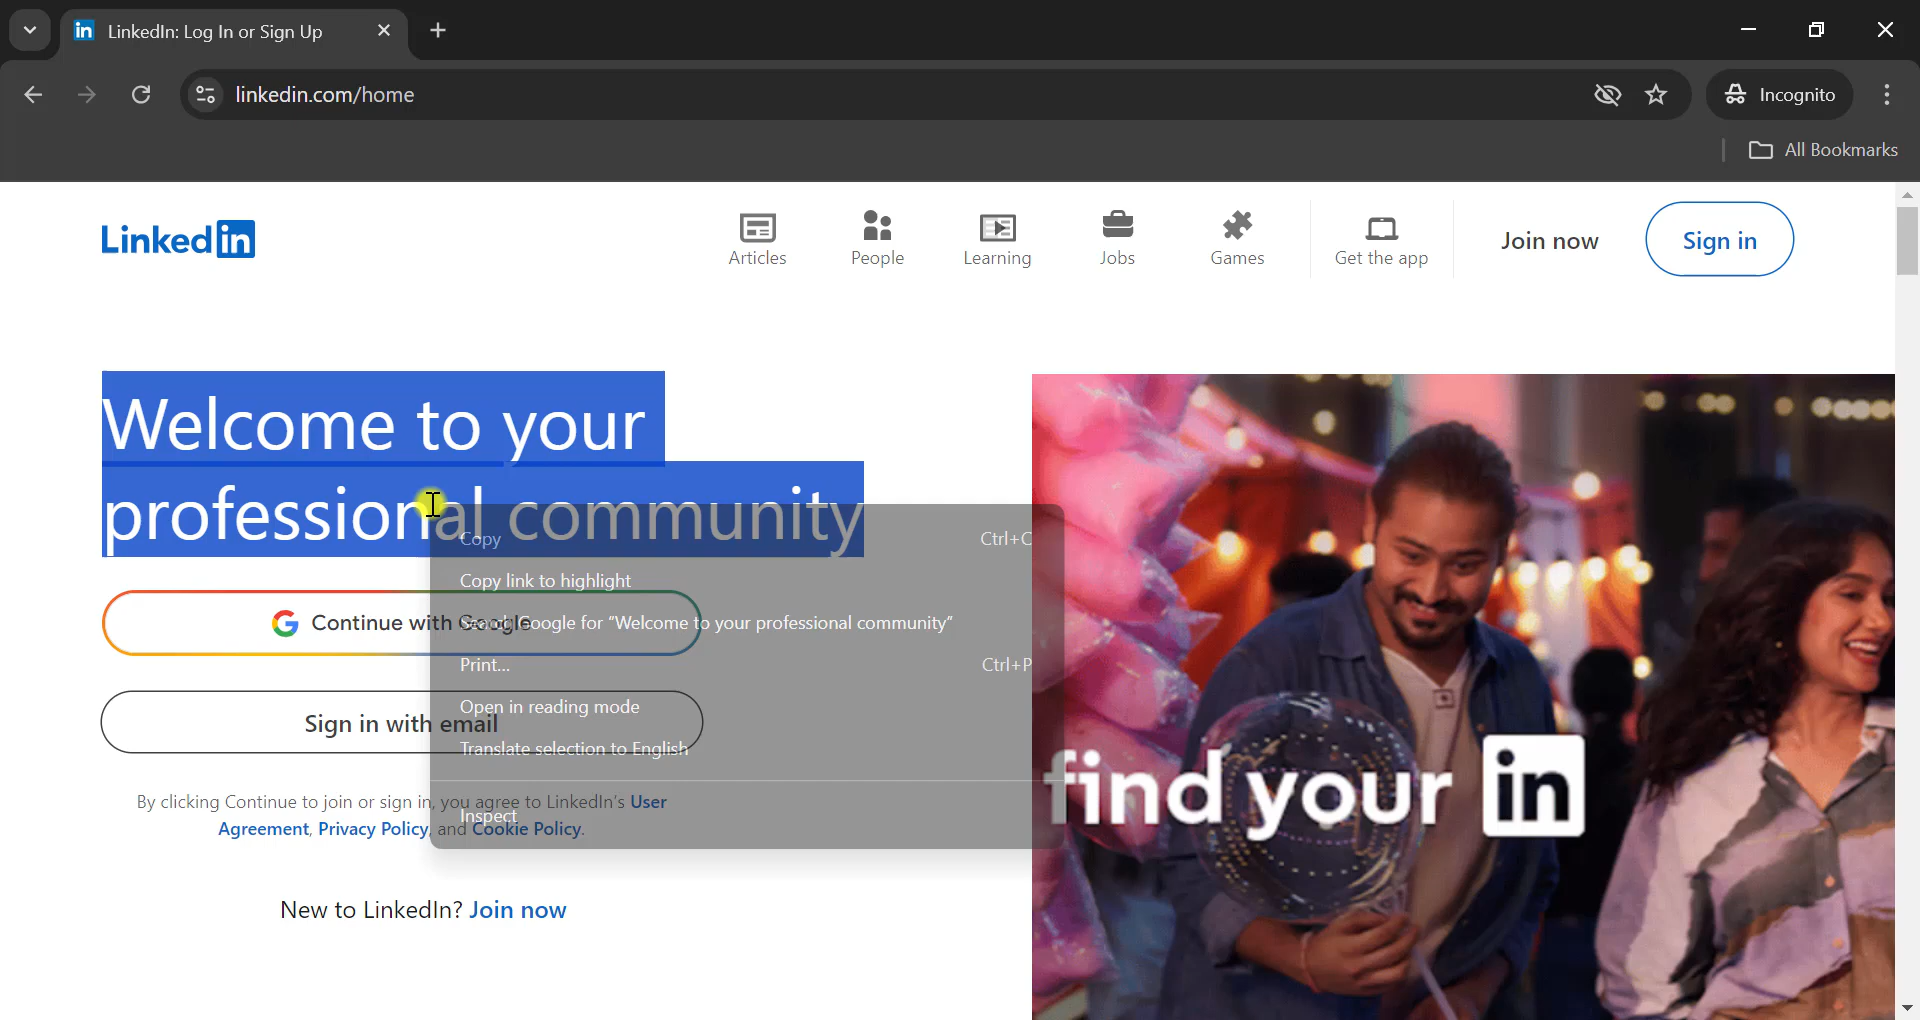 LinkedIn: Log In or Sign Up
linkedin.com/home
Incognito
All Bookmarks
Linked in
Articles
People
Learning
Jobs
Games
Get the app
Join now
Sign in
Welcome to your
professional community
Copy Ctrl+C
Copy link to highlight
Continue with Google
Search Google for “Welcome to your professional community”
Print... Ctrl+P
Open in reading mode
Sign in with email
Translate selection to English
By clicking Continue to join or sign in, you agree to LinkedIn's User
Agreement, Privacy Policy, and Cookie Policy.
Inspect
New to LinkedIn? Join now
find your in